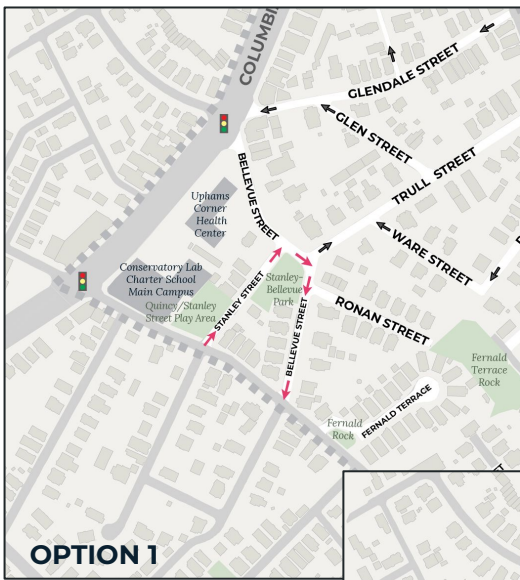 COLUMBI
GLENDALE STREET
GLEN STREET
TRULL STREET
BELLEVUE STREET
WARE STREET
Uphams
Corner
Health
Center
Conservatory Lab
Charter School
Main Campus
Quincy/Stanley
Street Play Area
STANLEY STREET
Stanley-
Bellevue
Park
BELLEVUE STREET
RONAN STREET
Fernald
Terrace
Rock
FERNALD TERRACE
Fernald
Rock
OPTION 1